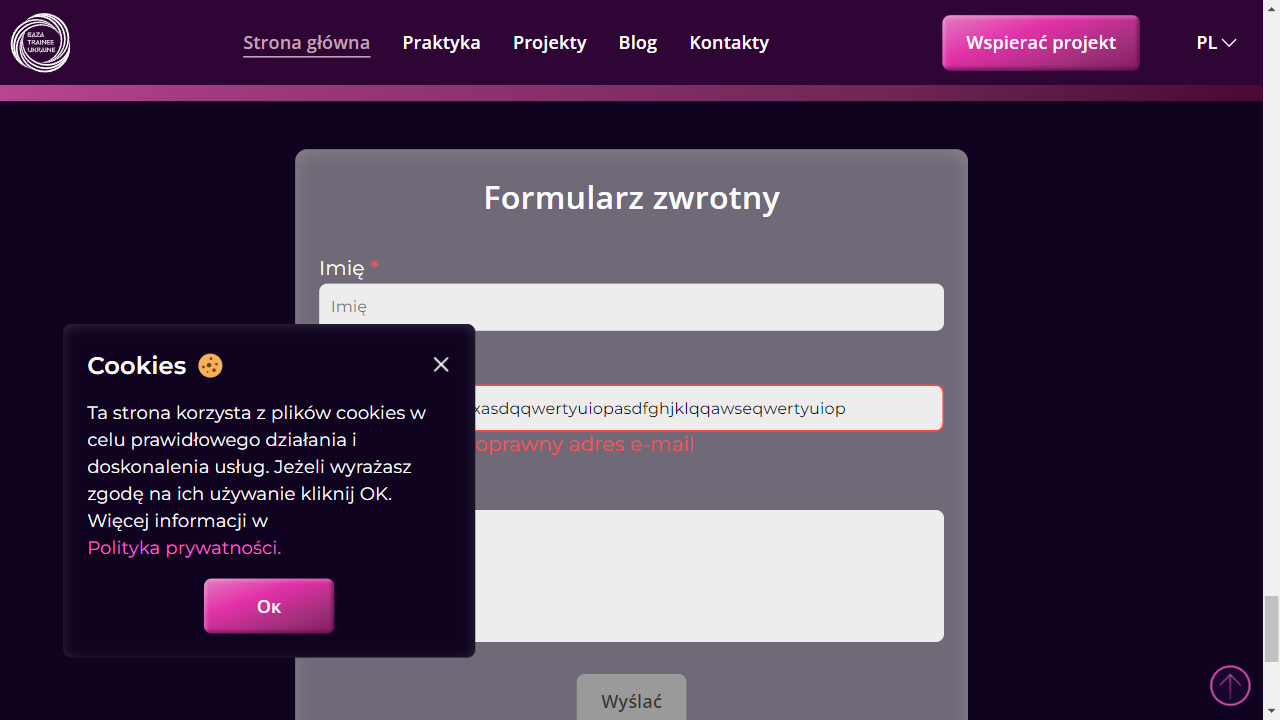 BAZA
TRAINEE
UKRAINE
Strona główna Praktyka Projekty Blog Kontakty Wspierać projekt PL
Formularz zwrotny
Imię *
Imię
Cookies
xasdqqwertyuiopasdfghjklqqawseqwertyuiop
Ta strona korzysta z plików cookies w
celu prawidłowego działania i
doskonalenia usług. Jeżeli wyrażasz
zgodę na ich używanie kliknij OK.
Więcej informacji w
Polityka prywatności.
oprawny adres e-mail
Ок
Wyślać